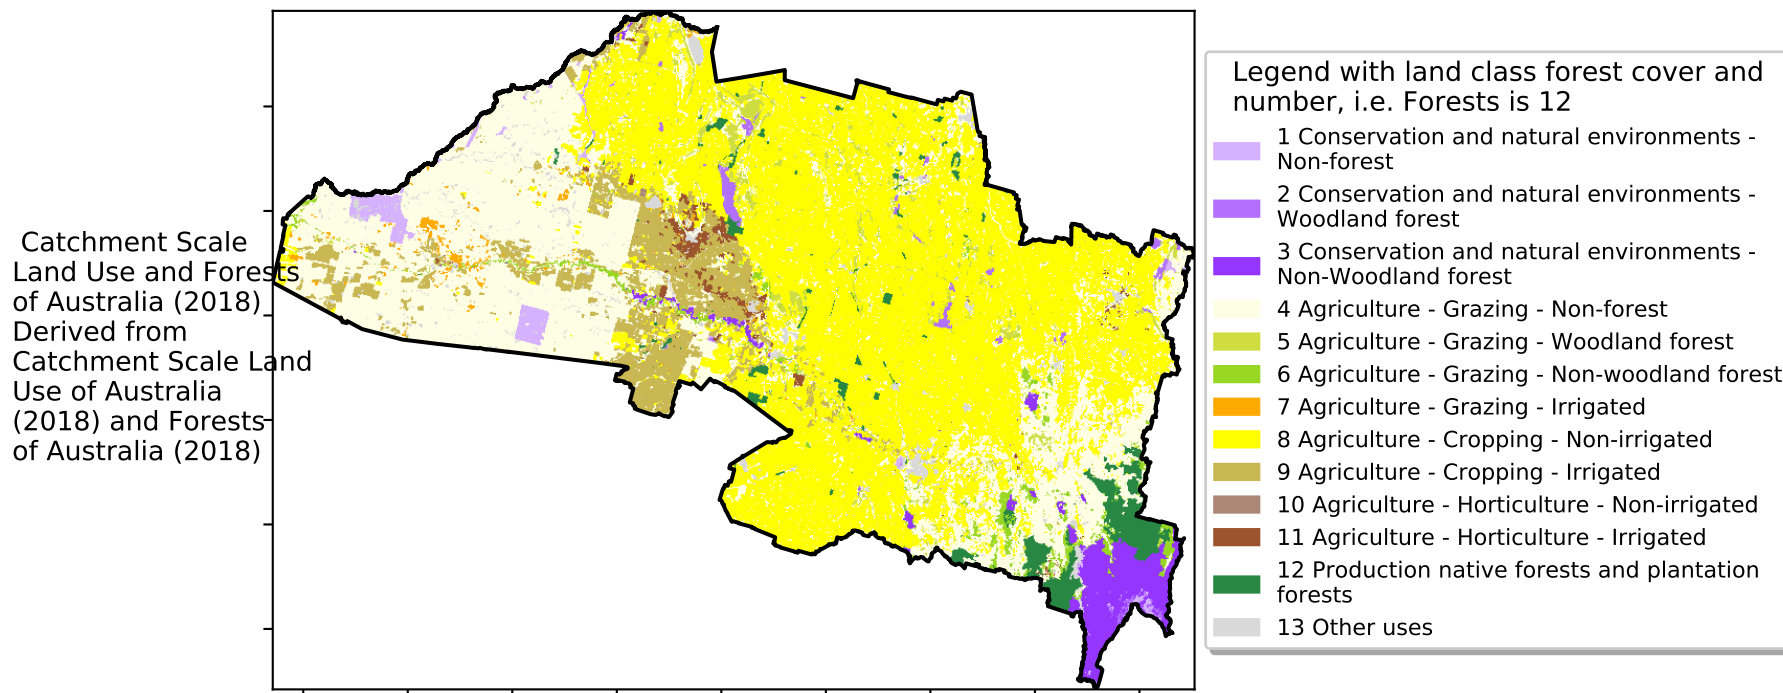 Catchment Scale
Land Use and Forests
of Australia (2018)
Derived from
Catchment Scale Land
Use of Australia
(2018) and Forests
of Australia (2018)
Legend with land class forest cover and
number, i.e. Forests is 12
1 Conservation and natural environments -
Non-forest
2 Conservation and natural environments -
Woodland forest
3 Conservation and natural environments -
Non-Woodland forest
4 Agriculture - Grazing - Non-forest
5 Agriculture - Grazing - Woodland forest
6 Agriculture - Grazing - Non-woodland forest
7 Agriculture - Grazing - Irrigated
8 Agriculture - Cropping - Non-irrigated
9 Agriculture - Cropping - Irrigated
10 Agriculture - Horticulture - Non-irrigated
11 Agriculture - Horticulture - Irrigated
12 Production native forests and plantation
forests
13 Other uses